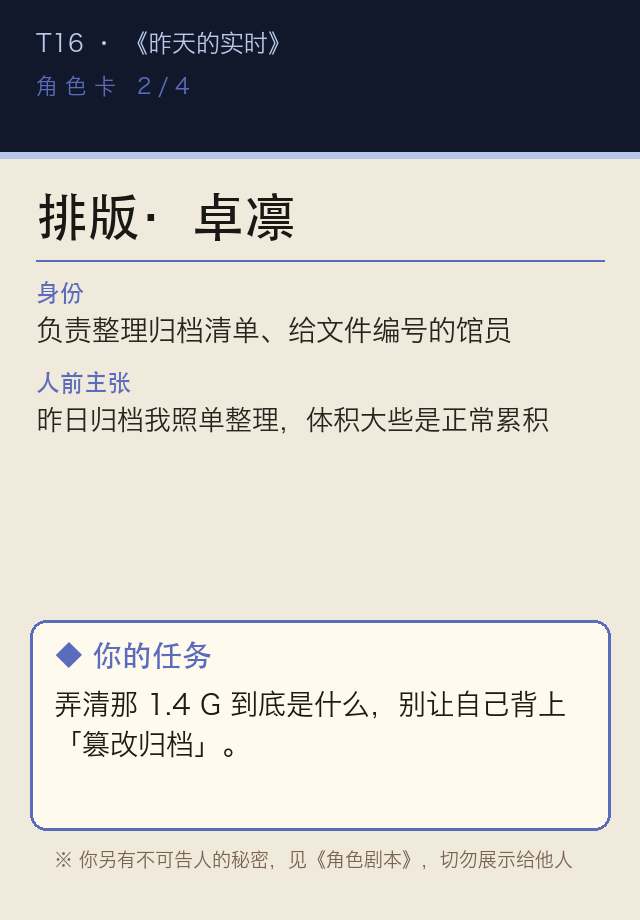 T16 · 《昨天的实时》
角色卡 2/4
排版· 卓凛
身份
负责整理归档清单、给文件编号的馆员
人前主张
昨日归档我照单整理，体积大些是正常累积
◆ 你的任务
弄清那 1.4 G 到底是什么，别让自己背上
「篡改归档」。
※ 你另有不可告人的秘密，见《角色剧本》，切勿展示给他人